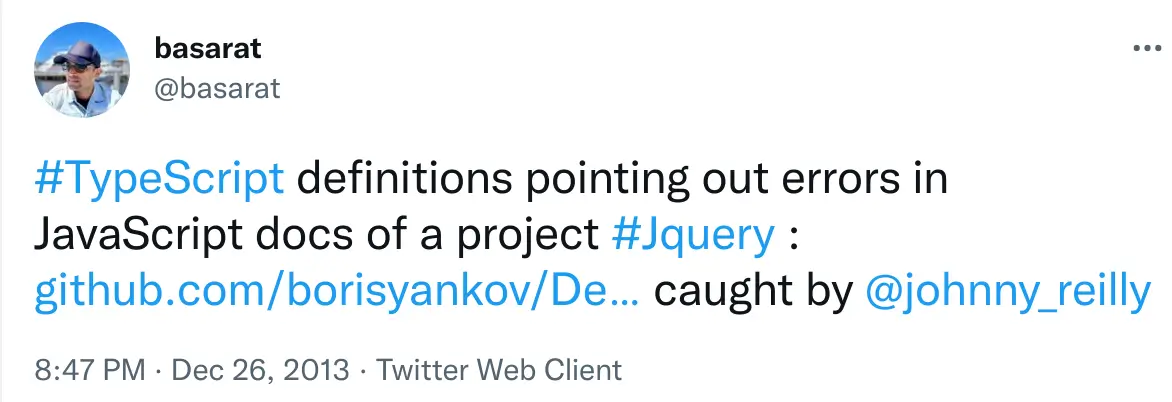 basarat
@basarat
#TypeScript definitions pointing out errors in
JavaScript docs of a project #Jquery :
github.com/borisyankov/De... caught by @johnny_reilly
8:47 PM · Dec 26, 2013 · Twitter Web Client